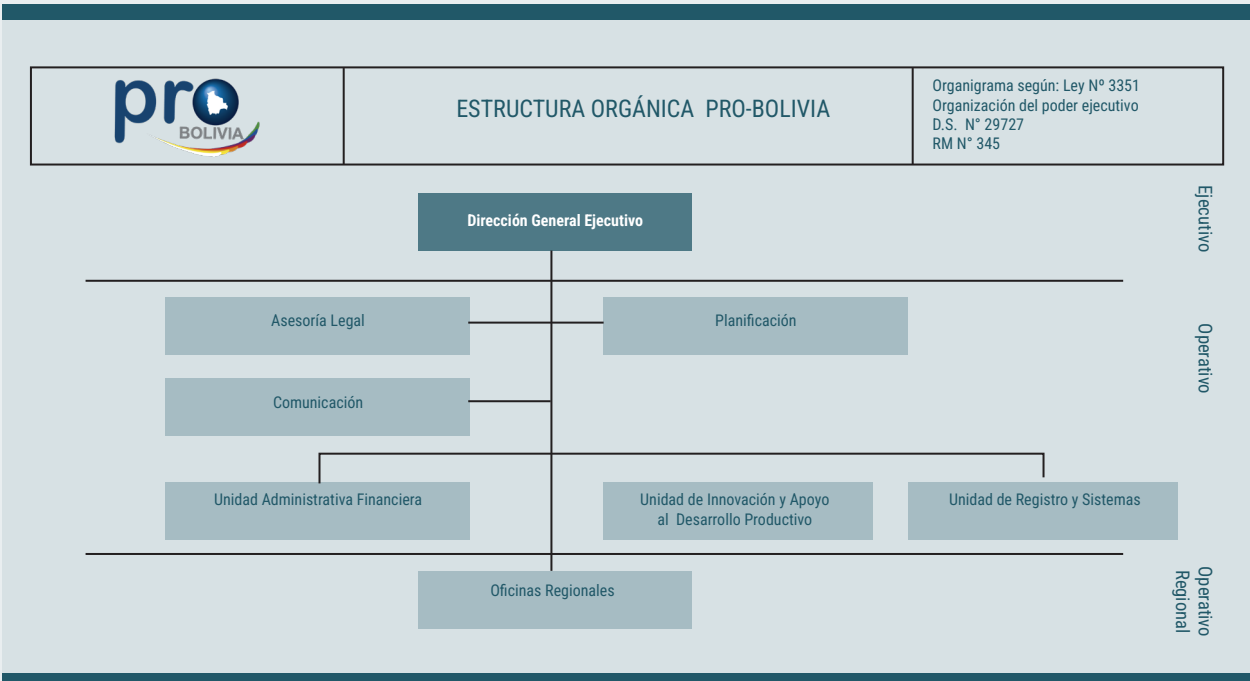 pro
BOLIVIA
ESTRUCTURA ORGÁNICA PRO-BOLIVIA
Organigrama según: Ley Nº 3351
Organización del poder ejecutivo
D.S. N° 29727
RM N° 345
Dirección General Ejecutivo
Ejecutivo
Asesoría Legal
Planificación
Operativo
Comunicación
Unidad Administrativa Financiera
Unidad de Innovación y Apoyo
al Desarrollo Productivo
Unidad de Registro y Sistemas
Oficinas Regionales
Operativo
Regional